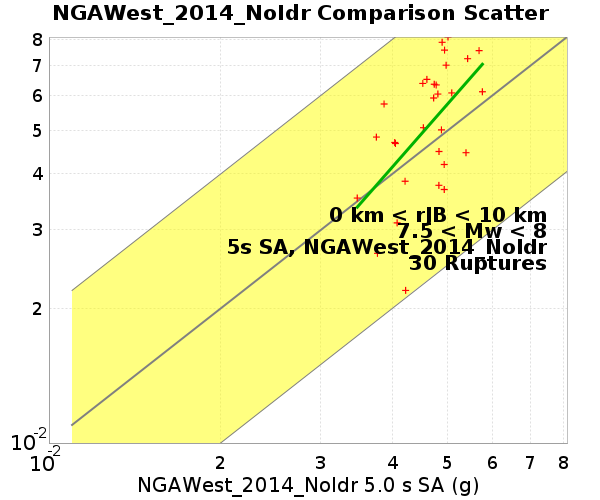 NGAWest_2014_NoIdr Comparison Scatter
8
7
6
5
4
3
2
10-2
0 km < rJB < 10 km
7.5 < Mw < 8
5s SA, NGAWest_2014_NoIdr
30 Ruptures
10-2 2 3 4 5 6 7 8
NGAWest_2014_NoIdr 5.0 s SA (g)